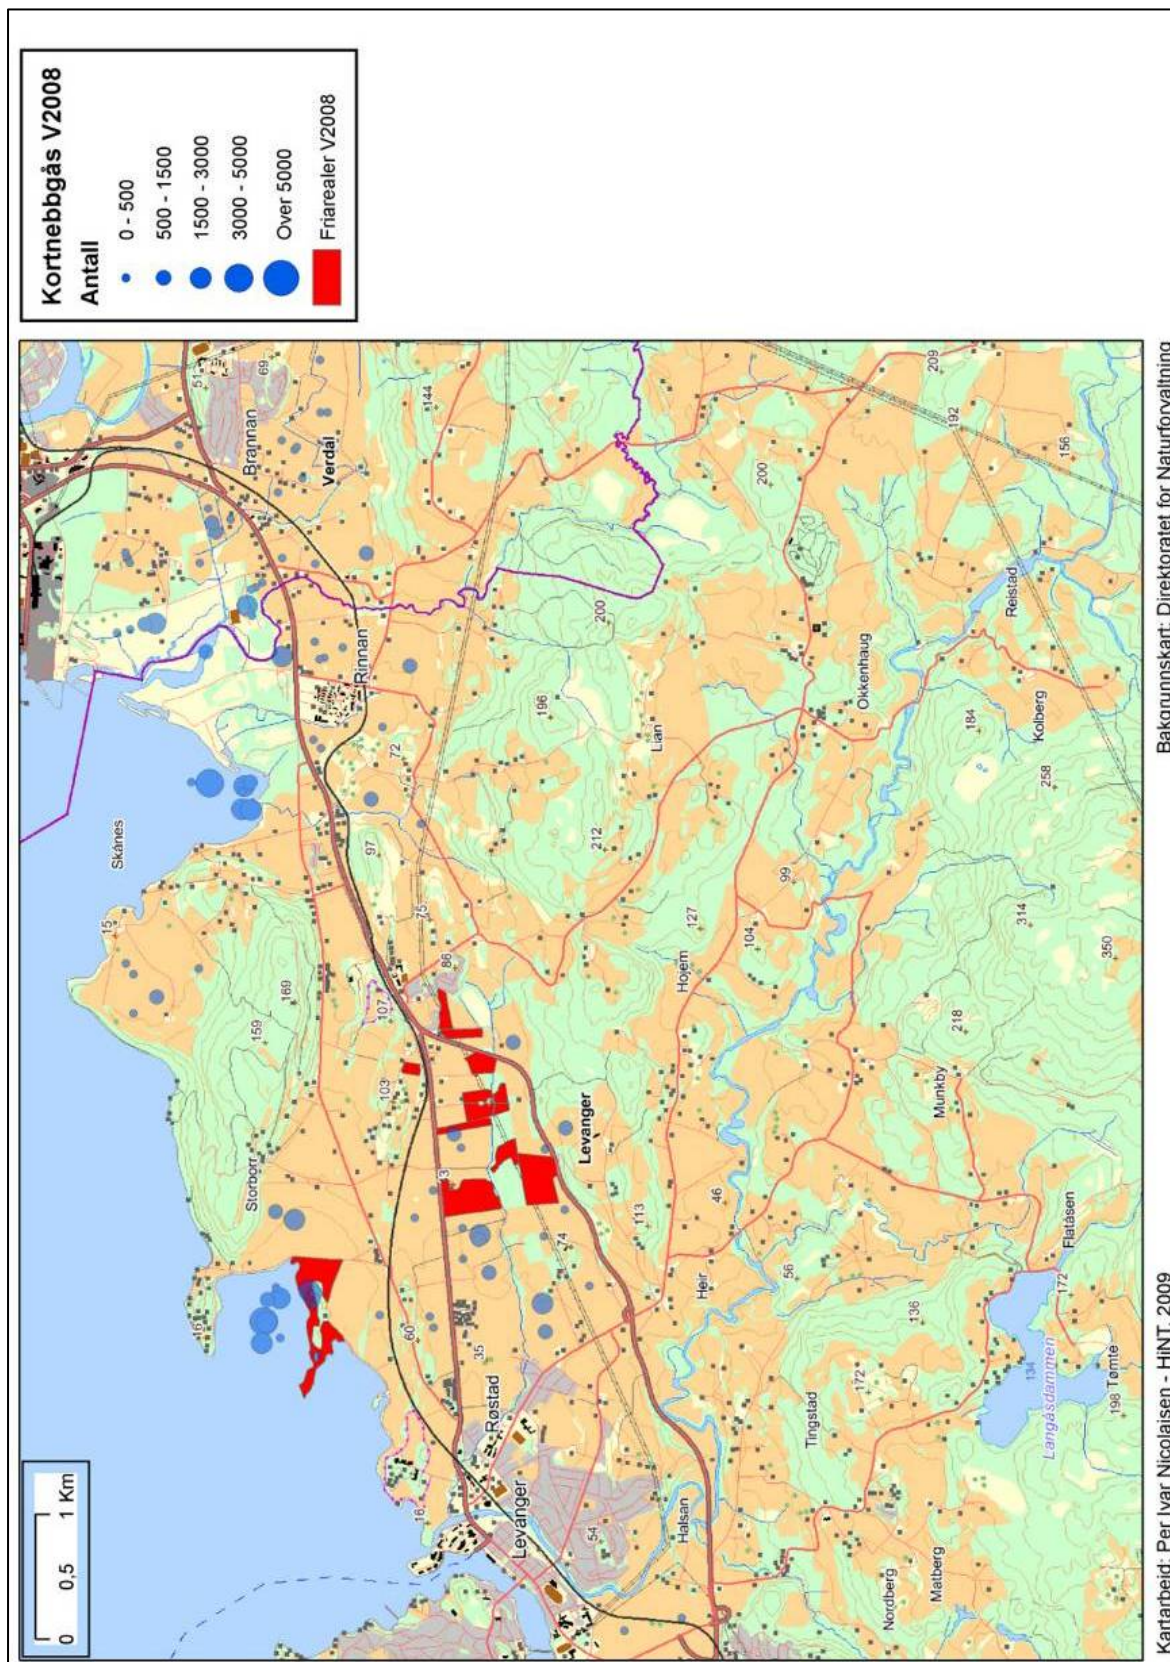 Kortnebbgås V2008
Antall
0 - 500
500 - 1500
1500 - 3000
3000 - 5000
Over 5000
Friarealer V2008
0 0,5 1 Km
Skånes
15
Storborr
159
169
16
Brannan
51
69
Verdal
144
Rinnan
72
97
75
86
107
103
43
60
35
16
Røstad
Levanger
54
Halsan
Levanger
74
113
46
Heir
56
Hojem
127
104
99
212
196
Lian
200
200
209
192
156
Okkenhaug
Reistad
Kolberg
184
258
314
350
218
Munkby
136
172
Tingstad
Nordberg
Matberg
Langåsdammen
134
Flatåsen
172
Tømte
198
Kartarbeid: Per Ivar Nicolaisen - HiNT, 2009
Bakgrunnskart: Direktoratet for Naturforvaltning